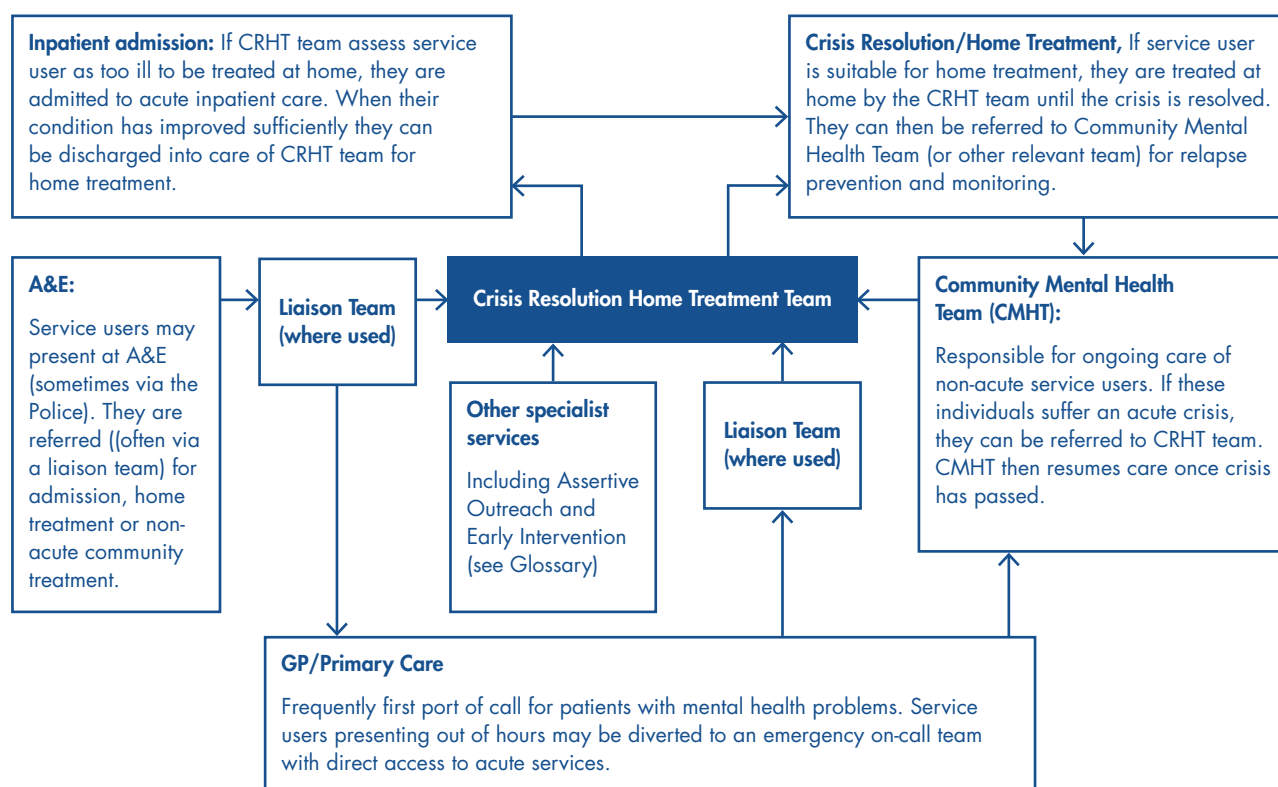 Inpatient admission: If CRHT team assess service
user as too ill to be treated at home, they are
admitted to acute inpatient care. When their
condition has improved sufficiently they can
be discharged into care of CRHT team for
home treatment.
Crisis Resolution/Home Treatment, If service user
is suitable for home treatment, they are treated at
home by the CRHT team until the crisis is resolved.
They can then be referred to Community Mental
Health Team (or other relevant team) for relapse
prevention and monitoring.
A&E:
Service users may
present at A&E
(sometimes via the
Police). They are
referred ((often via
a liaison team) for
admission, home
treatment or non-
acute community
treatment.
Liaison Team
(where used)
Crisis Resolution Home Treatment Team
Other specialist
services
Including Assertive
Outreach and
Early Intervention
(see Glossary)
Liaison Team
(where used)
Community Mental Health
Team (CMHT):
Responsible for ongoing care of
non-acute service users. If these
individuals suffer an acute crisis,
they can be referred to CRHT team.
CMHT then resumes care once crisis
has passed.
GP/Primary Care
Frequently first port of call for patients with mental health problems. Service
users presenting out of hours may be diverted to an emergency on-call team
with direct access to acute services.